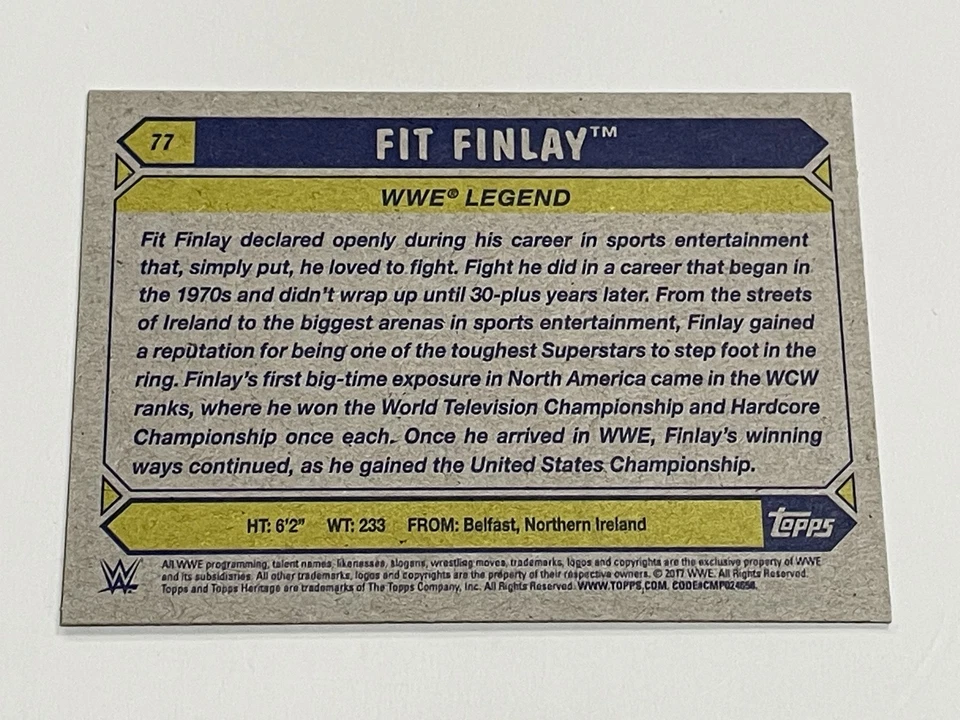 77
FIT FINLAY™
WWE® LEGEND
Fit Finlay declared openly during his career in sports entertainment
that, simply put, he loved to fight. Fight he did in a career that began in
the 1970s and didn't wrap up until 30-plus years later. From the streets
of Ireland to the biggest arenas in sports entertainment, Finlay gained
a reputation for being one of the toughest Superstars to step foot in the
ring. Finlay's first big-time exposure in North America came in the WCW
ranks, where he won the World Television Championship and Hardcore
Championship once each. Once he arrived in WWE, Finlay's winning
ways continued, as he gained the United States Championship.
HT: 6'2" WT: 233 FROM: Belfast, Northern Ireland
topps
W
All WWE programming, talent names, likenesses, slogans, wrestling moves, trademarks, logos and copyrights are the exclusive property of WWE
and its subsidiaries. All other trademarks, logos and copyrights are the property of their respective owners. © 2017 WWE. All Rights Reserved.
Topps and Topps Heritage are trademarks of The Topps Company, Inc. All Rights Reserved. WWW.TOPPS.COM.